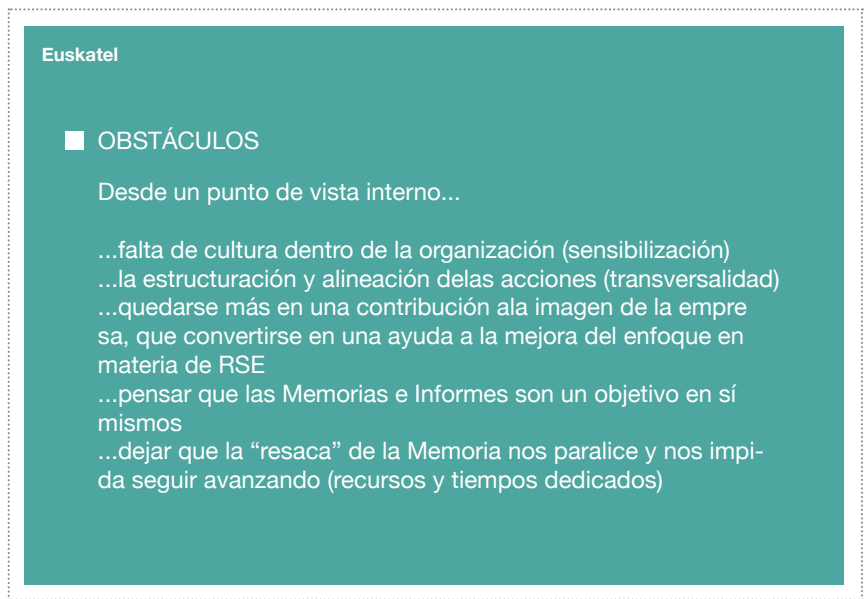 Euskatel
OBSTÁCULOS
Desde un punto de vista interno...
...falta de cultura dentro de la organización (sensibilización)
...la estructuración y alineación delas acciones (transversalidad)
...quedarse más en una contribución ala imagen de la empre
sa, que convertirse en una ayuda a la mejora del enfoque en
materia de RSE
...pensar que las Memorias e Informes son un objetivo en sí
mismos
...dejar que la “resaca” de la Memoria nos paralice y nos impi-
da seguir avanzando (recursos y tiempos dedicados)